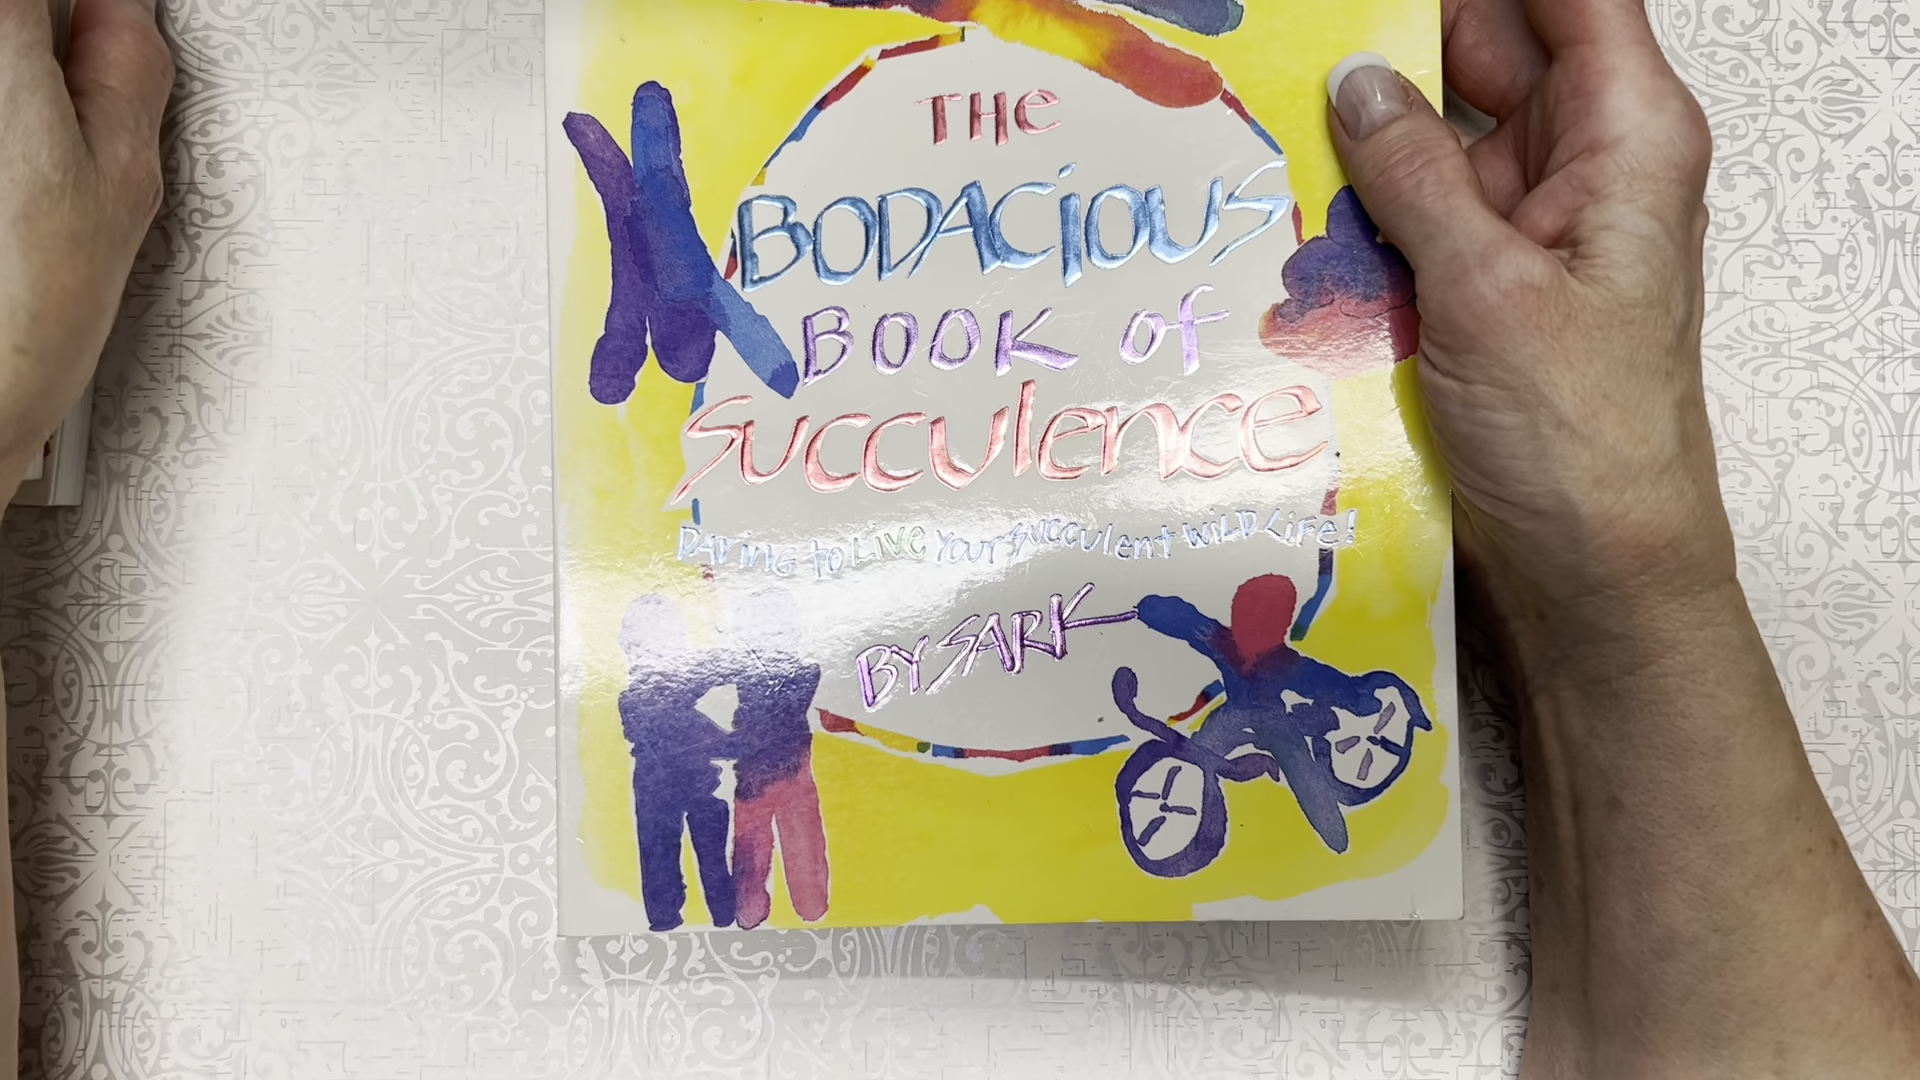 THe
BODACiOUS
BOOK of
Succulence
DAring to LiVe Your Succulent WiLD LiFe!
BY SARK